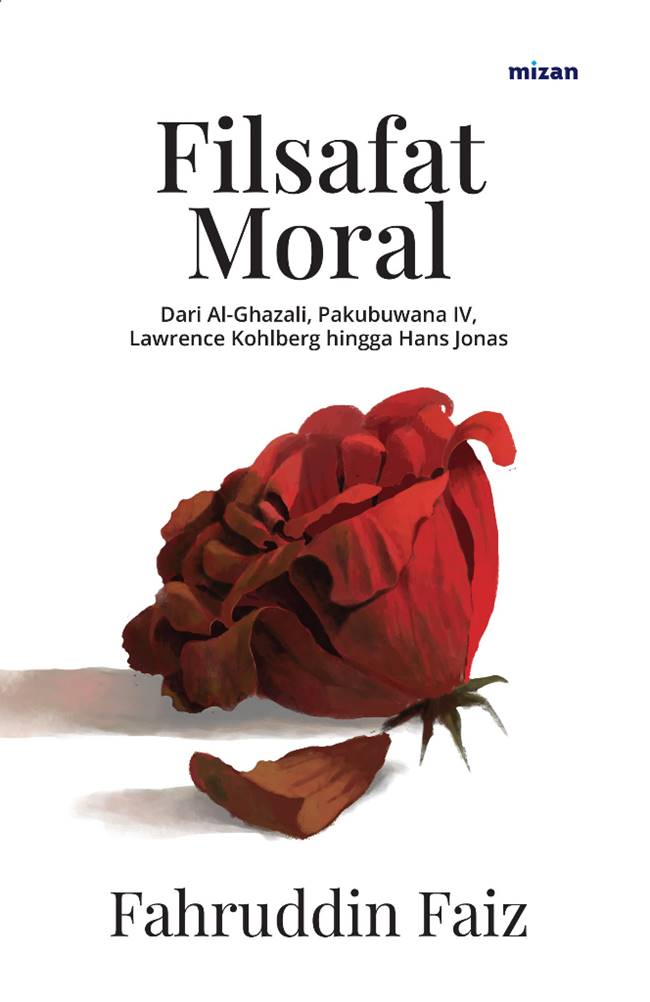 mizan
Filsafat
Moral
Dari Al-Ghazali, Pakubuwana IV,
Lawrence Kohlberg hingga Hans Jonas
Fahruddin Faiz